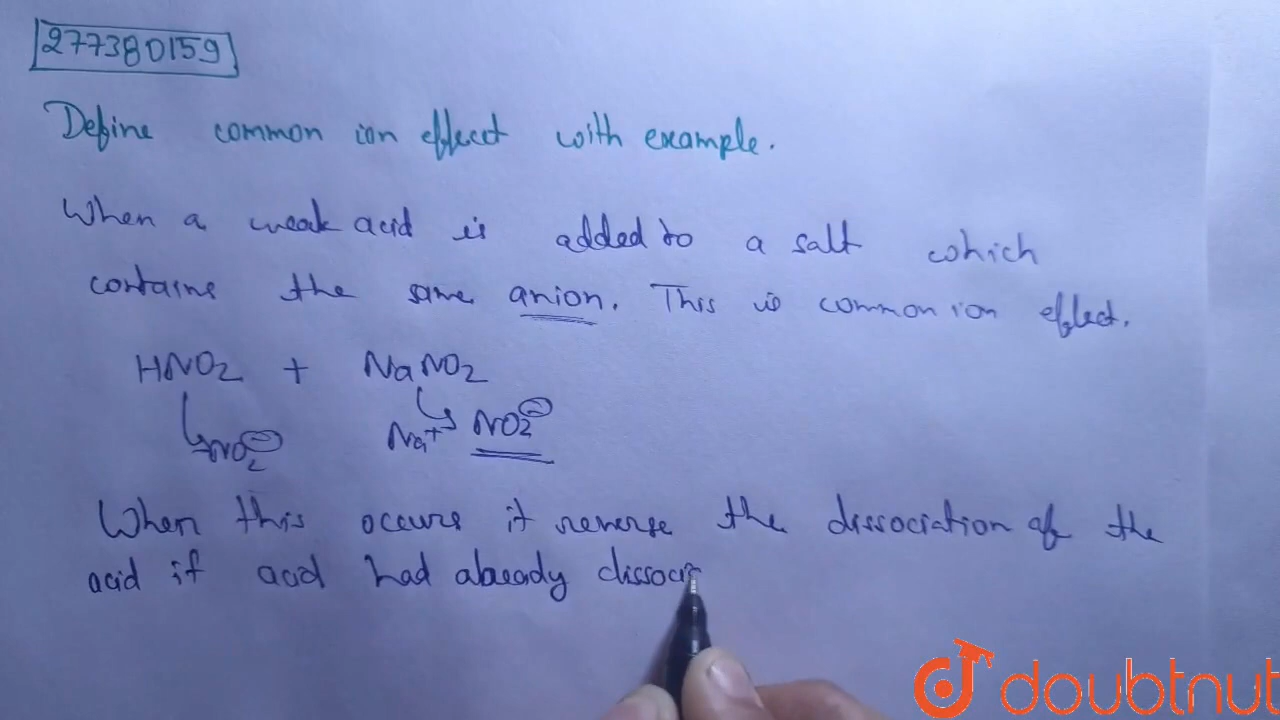 277380159
Define common ion effect with example.
When a weak acid is added to a salt which
contains the same anion. This is common ion effect.
HNO2 + NaNO2
NO2⊖ Na+ NO2⊖
When this occurs it reverse the dissociation of the
acid if acid had already dissoci
doubtnut